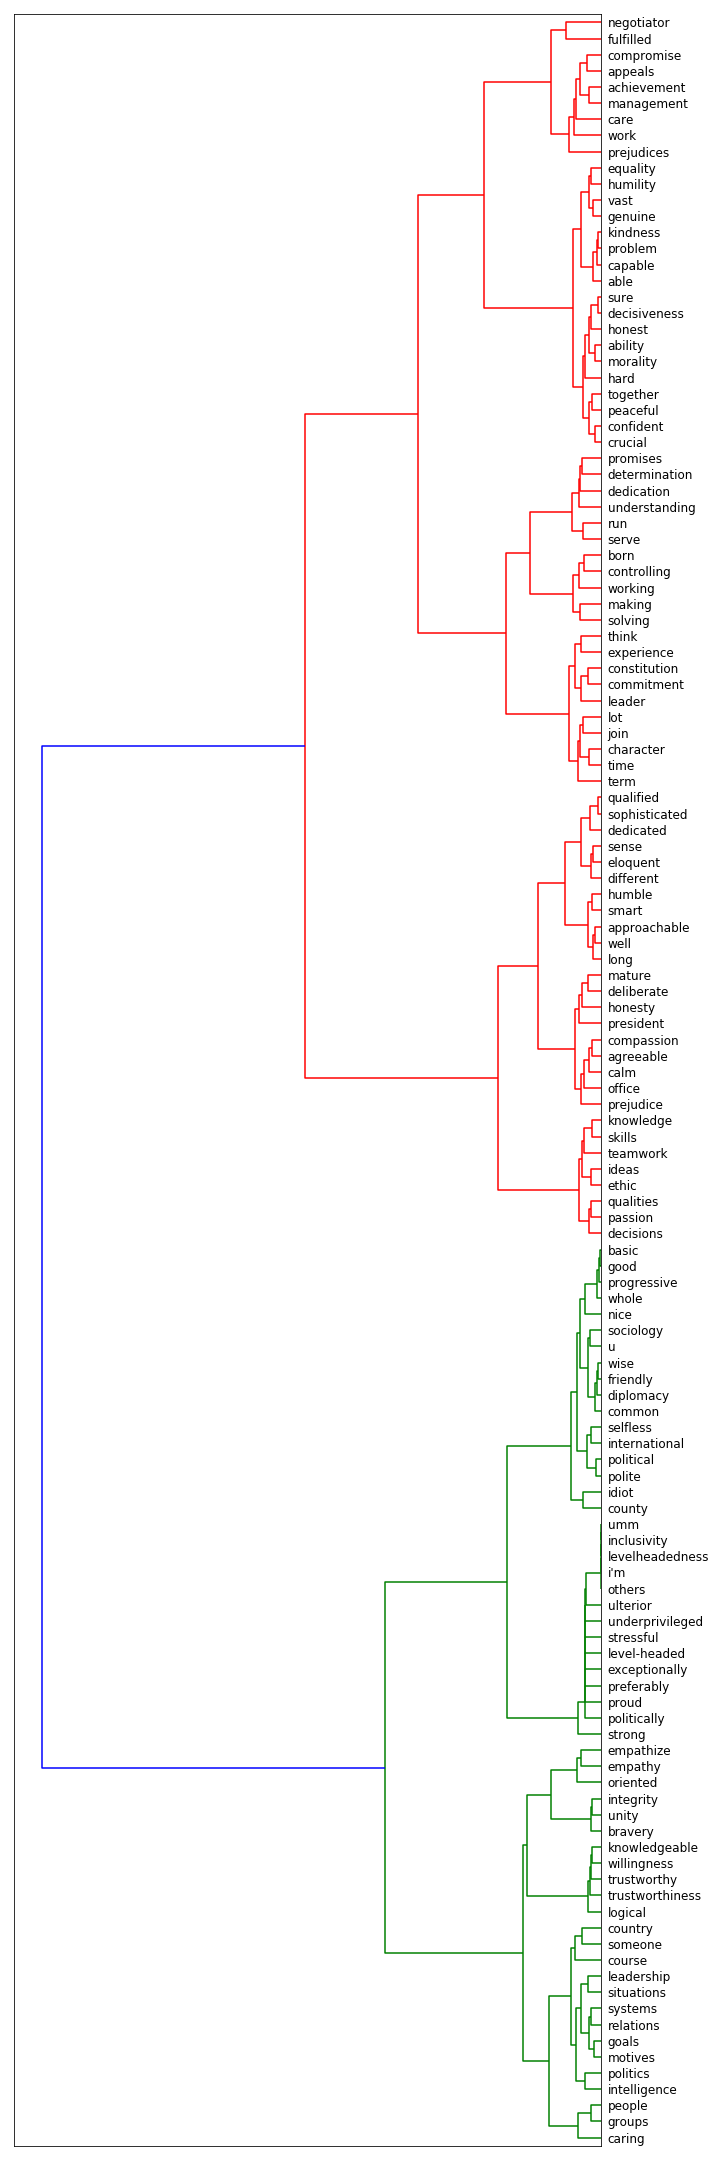 negotiator
fulfilled
compromise
appeals
achievement
management
care
work
prejudices
equality
humility
vast
genuine
kindness
problem
capable
able
sure
decisiveness
honest
ability
morality
hard
together
peaceful
confident
crucial
promises
determination
dedication
understanding
run
serve
born
controlling
working
making
solving
think
experience
constitution
commitment
leader
lot
join
character
time
term
qualified
sophisticated
dedicated
sense
eloquent
different
humble
smart
approachable
well
long
mature
deliberate
honesty
president
compassion
agreeable
calm
office
prejudice
knowledge
skills
teamwork
ideas
ethic
qualities
passion
decisions
basic
good
progressive
whole
nice
sociology
u
wise
friendly
diplomacy
common
selfless
international
political
polite
idiot
county
umm
inclusivity
levelheadedness
i'm
others
ulterior
underprivileged
stressful
level-headed
exceptionally
preferably
proud
politically
strong
empathize
empathy
oriented
integrity
unity
bravery
knowledgeable
willingness
trustworthy
trustworthiness
logical
country
someone
course
leadership
situations
systems
relations
goals
motives
politics
intelligence
people
groups
caring